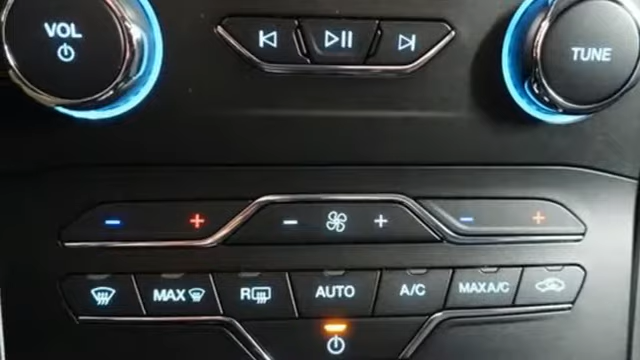 VOL
TUNE
- + - + - +
MAX R AUTO A/C MAX A/C